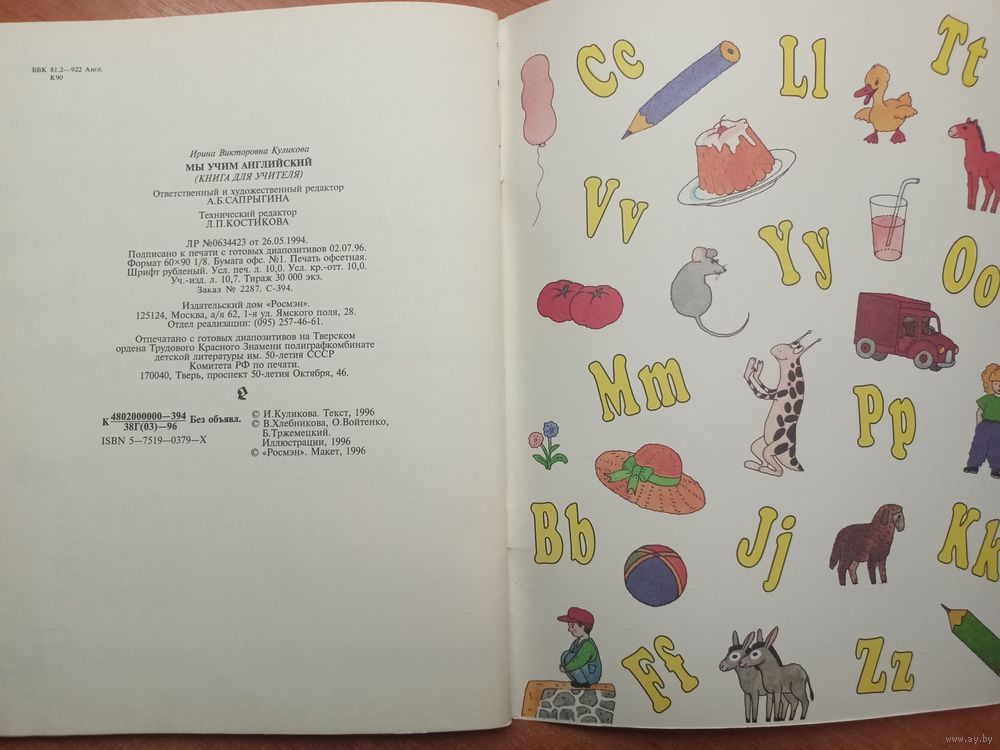 ББК 81.2—922 Англ.
К90
Ирина Викторовна Куликова
МЫ УЧИМ АНГЛИЙСКИЙ
(КНИГА ДЛЯ УЧИТЕЛЯ)
Ответственный и художественный редактор
А.Б.САПРЫГИНА
Технический редактор
Л.П.КОСТИКОВА
ЛР №0634423 от 26.05.1994.
Подписано к печати с готовых диапозитивов 02.07.96.
Формат 60×90 1/8. Бумага офс. №1. Печать офсетная.
Шрифт рубленый. Усл. печ. л. 10,0. Усл. кр.-отт. 10,0.
Уч.-изд. л. 10,7. Тираж 30 000 экз.
Заказ № 2287. С-394.
Издательский дом «Росмэн».
125124, Москва, а/я 62, 1-я ул. Ямского поля, 28.
Отдел реализации: (095) 257-46-61.
Отпечатано с готовых диапозитивов на Тверском
ордена Трудового Красного Знамени полиграфкомбинате
детской литературы им. 50-летия СССР
Комитета РФ по печати.
170040, Тверь, проспект 50-летия Октября, 46.
К 4802000000—394 Без объявл.
38Г(03)—96
ISBN 5—7519—0379—X
© И.Куликова. Текст, 1996
© В.Хлебникова, О.Войтенко,
Б.Тржемецкий.
Иллюстрации, 1996
© «Росмэн». Макет, 1996
Cc
Ll
Tt
Vv
Yy
Oo
Mm
Pp
Bb
Jj
Kk
Ff
Zz
www.ay.by